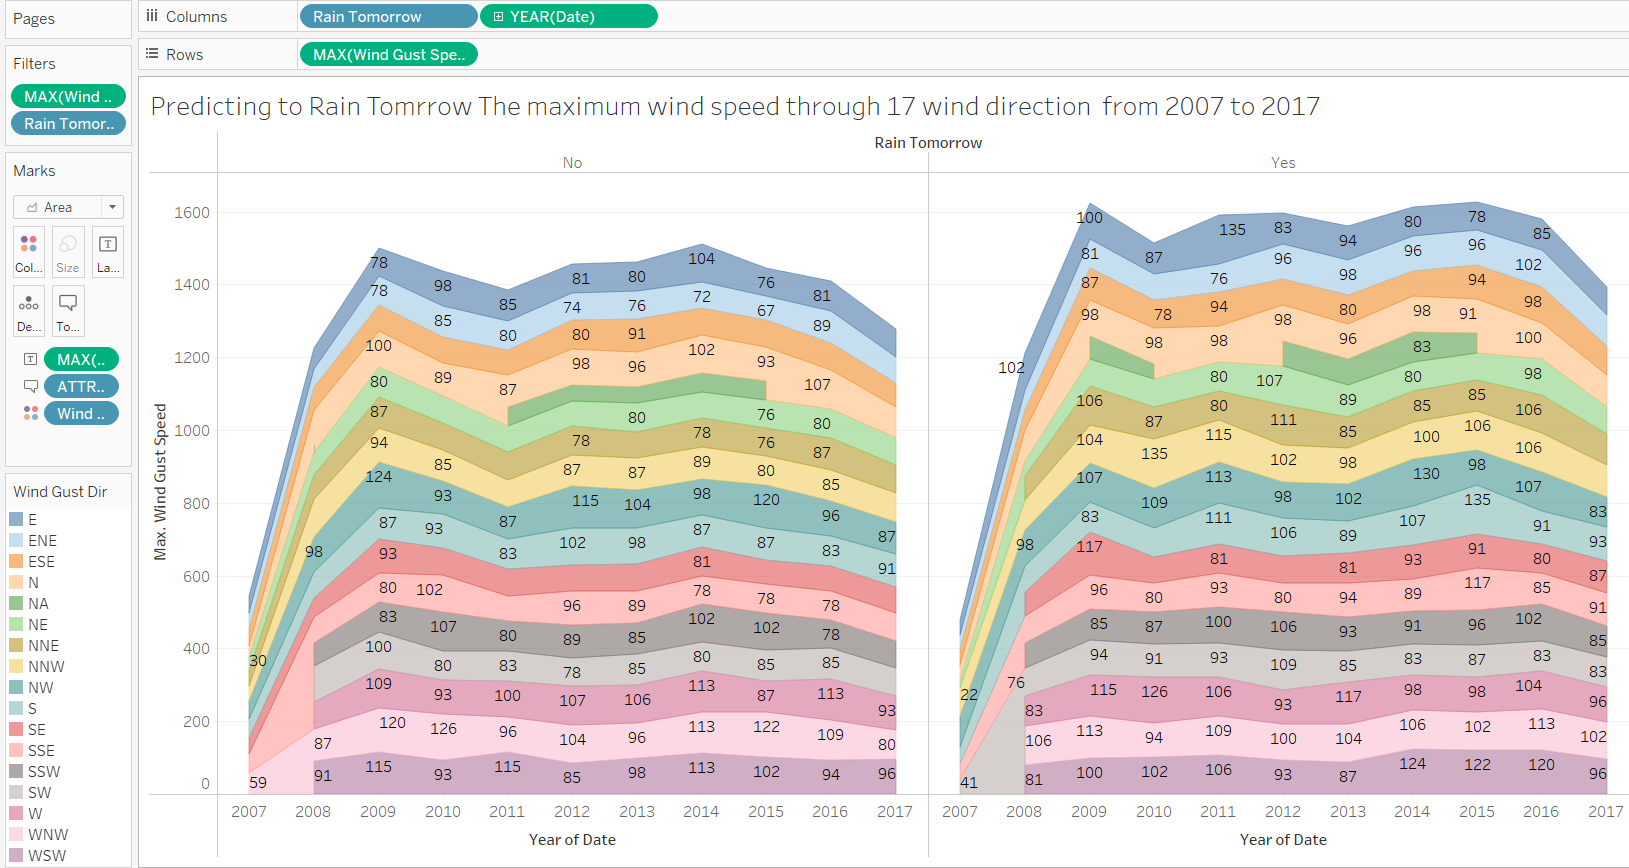 Pages
Columns
Rain Tomorrow
YEAR(Date)
Rows
MAX(Wind Gust Spe..
Filters
MAX(Wind ..
Rain Tomor..
Marks
Area
Col...
Size
La...
De...
To...
MAX(..
ATTR..
Wind ..
Wind Gust Dir
E
ENE
ESE
N
NA
NE
NNE
NNW
NW
S
SE
SSE
SSW
SW
W
WNW
WSW
Predicting to Rain Tomrrow The maximum wind speed through 17 wind direction from 2007 to 2017
Rain Tomorrow
No
Yes
Max. Wind Gust Speed
1600
1400
1200
1000
800
600
400
200
0
78 98 85 81 80 104 76 81
78 85 80 74 76 72 67 89
80 91
100 89 87 98 96 102 93 107
80 80 76 80
87 78 78 76 87
94 85 87 87 89 80 85
98 124 93 87 115 104 98 120 96 87
87 93 83 102 98 87 87 83 91
93 81
80 102 96 89 78 78 78
30 83 107 80 89 85 102 102 78
100 80 83 78 85 80 85 85
109 93 100 107 106 113 87 113 93
87 120 126 96 104 96 113 122 109 80
59 91 115 93 115 85 98 113 102 94 96
100 87 135 83 94 80 78 85
81 76 96 98 96 96 102
87 78 94 80 94 98
102 98 98 98 98 96 98 91 100
83
80 107 89 80 98
106 87 80 111 85 85 85 106
104 135 115 102 98 100 106 106
98 107 109 113 98 102 130 98 107 83
83 111 106 89 107 135 91 93
117 81 81 93 91 80 87
96 80 93 80 94 89 117 85 91
22 85 87 100 106 93 91 96 102 85
76 94 91 93 109 85 83 87 83 83
83 115 126 106 93 117 98 98 104 96
106 113 94 109 100 104 106 102 113 102
41 81 100 102 106 93 87 124 122 120 96
2007 2008 2009 2010 2011 2012 2013 2014 2015 2016 2017
2007 2008 2009 2010 2011 2012 2013 2014 2015 2016 2017
Year of Date
Year of Date